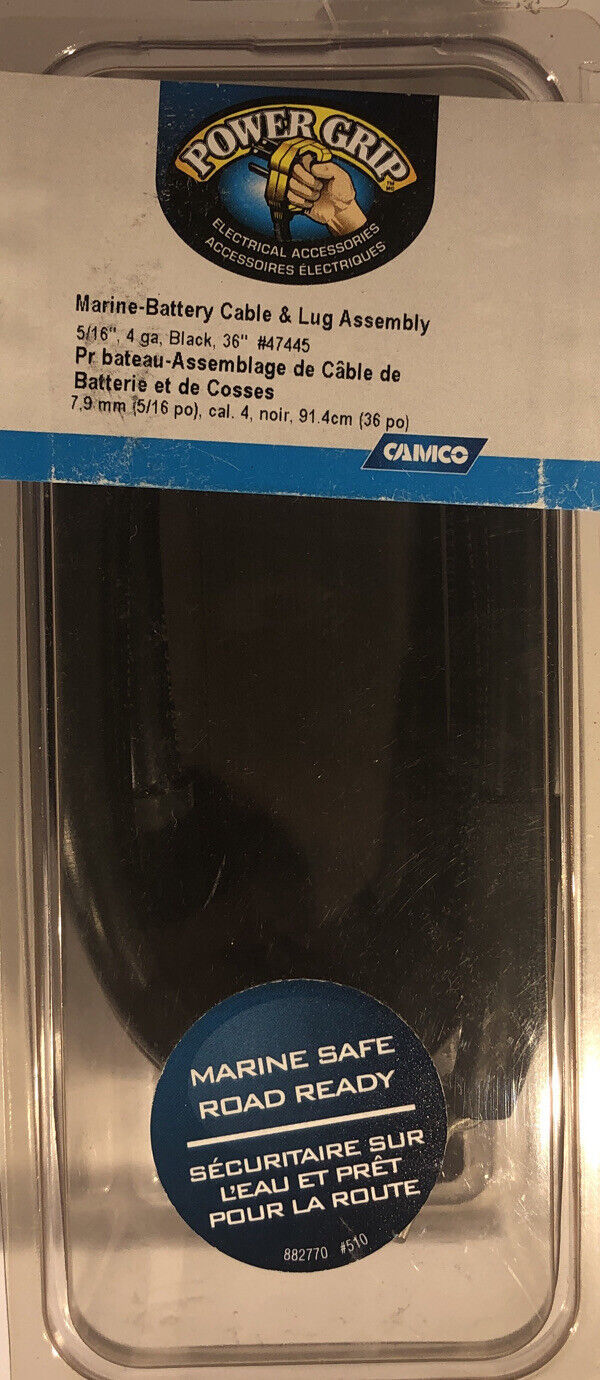 POWER GRIP
TM
MC
ELECTRICAL ACCESSORIES
ACCESSOIRES ÉLECTRIQUES
Marine-Battery Cable & Lug Assembly
5/16", 4 ga, Black, 36" #47445
Pr bateau-Assemblage de Câble de
Batterie et de Cosses
7,9 mm (5/16 po), cal. 4, noir, 91.4cm (36 po)
CAMCO
MARINE SAFE
ROAD READY
SÉCURITAIRE SUR
L'EAU ET PRÊT
POUR LA ROUTE
882770 #510